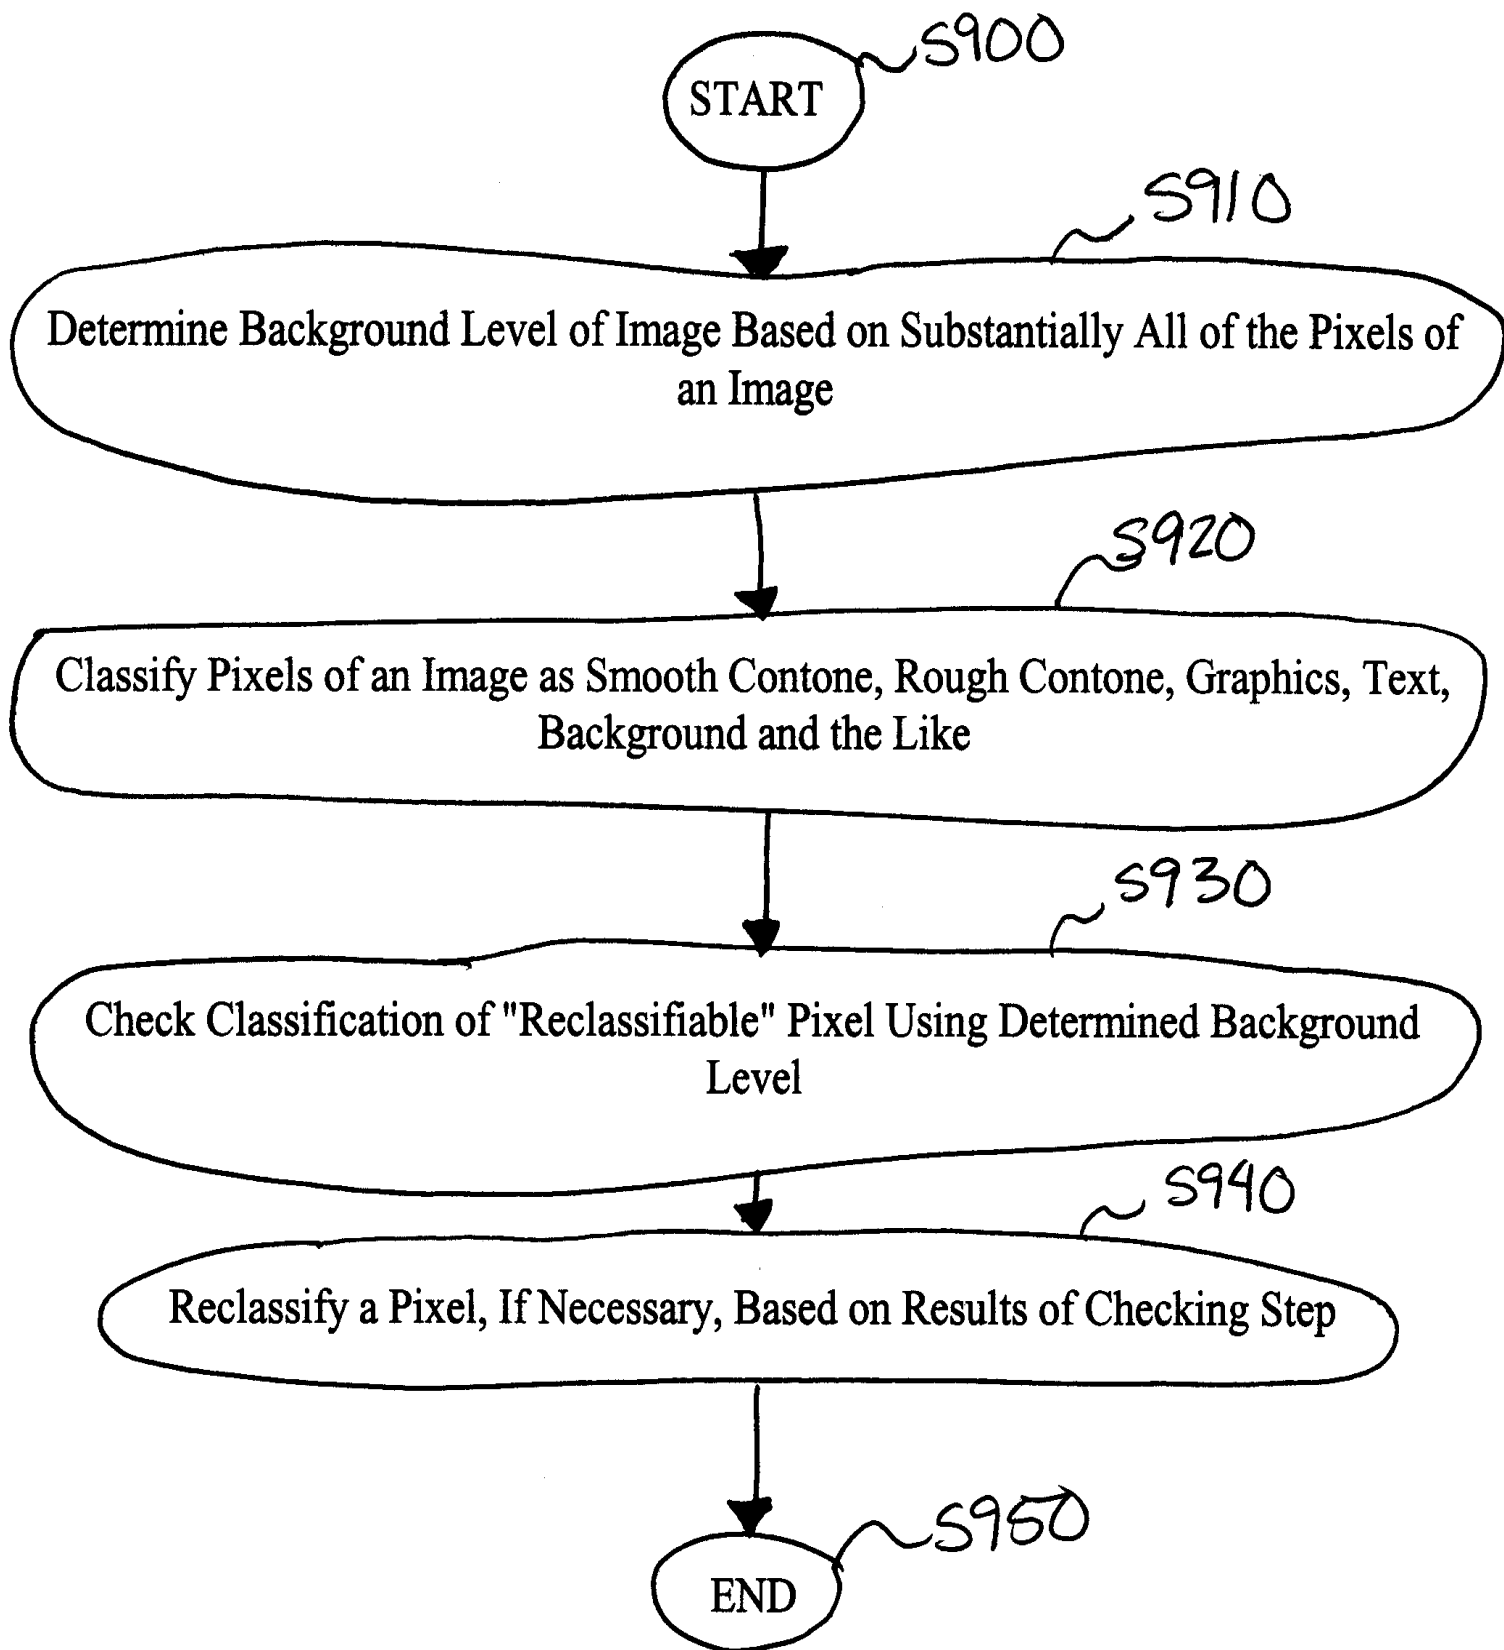 S900
START
S910
Determine Background Level of Image Based on Substantially All of the Pixels of
an Image
S920
Classify Pixels of an Image as Smooth Contone, Rough Contone, Graphics, Text,
Background and the Like
S930
Check Classification of "Reclassifiable" Pixel Using Determined Background
Level
S940
Reclassify a Pixel, If Necessary, Based on Results of Checking Step
S950
END